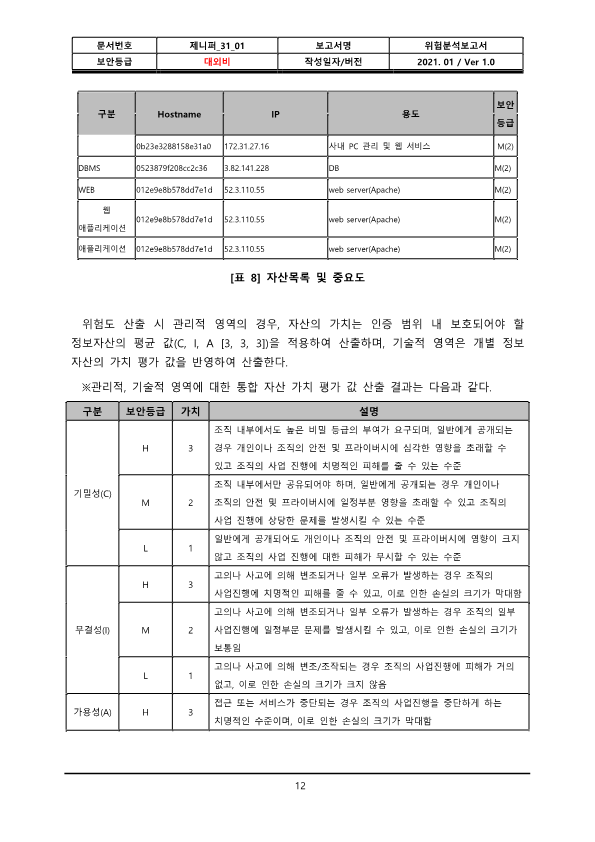 문서번호 제니퍼_31_01 보고서명 위험분석보고서
보안등급 대외비 작성일자/버전 2021. 01 / Ver 1.0
구분 Hostname IP 용도 보안
등급
0b23e3288158e31a0 172.31.27.16 사내 PC 관리 및 웹 서비스 M(2)
DBMS 0523879f208cc2c36 3.82.141.228 DB M(2)
WEB 012e9e8b578dd7e1d 52.3.110.55 web server(Apache) M(2)
웹
애플리케이션 012e9e8b578dd7e1d 52.3.110.55 web server(Apache) M(2)
애플리케이션 012e9e8b578dd7e1d 52.3.110.55 web server(Apache) M(2)
[표 8] 자산목록 및 중요도
위험도 산출 시 관리적 영역의 경우, 자산의 가치는 인증 범위 내 보호되어야 할
정보자산의 평균 값(C, I, A [3, 3, 3])을 적용하여 산출하며, 기술적 영역은 개별 정보
자산의 가치 평가 값을 반영하여 산출한다.
※관리적, 기술적 영역에 대한 통합 자산 가치 평가 값 산출 결과는 다음과 같다.
구분 보안등급 가치 설명
기밀성(C) H 3 조직 내부에서도 높은 비밀 등급의 부여가 요구되며, 일반에게 공개되는
경우 개인이나 조직의 안전 및 프라이버시에 심각한 영향을 초래할 수
있고 조직의 사업 진행에 치명적인 피해를 줄 수 있는 수준
M 2 조직 내부에서만 공유되어야 하며, 일반에게 공개되는 경우 개인이나
조직의 안전 및 프라이버시에 일정부분 영향을 초래할 수 있고 조직의
사업 진행에 상당한 문제를 발생시킬 수 있는 수준
L 1 일반에게 공개되어도 개인이나 조직의 안전 및 프라이버시에 영향이 크지
않고 조직의 사업 진행에 대한 피해가 무시할 수 있는 수준
무결성(I) H 3 고의나 사고에 의해 변조되거나 일부 오류가 발생하는 경우 조직의
사업진행에 치명적인 피해를 줄 수 있고, 이로 인한 손실의 크기가 막대함
M 2 고의나 사고에 의해 변조되거나 일부 오류가 발생하는 경우 조직의 일부
사업진행에 일정부문 문제를 발생시킬 수 있고, 이로 인한 손실의 크기가
보통임
L 1 고의나 사고에 의해 변조/조작되는 경우 조직의 사업진행에 피해가 거의
없고, 이로 인한 손실의 크기가 크지 않음
가용성(A) H 3 접근 또는 서비스가 중단되는 경우 조직의 사업진행을 중단하게 하는
치명적인 수준이며, 이로 인한 손실의 크기가 막대함
12